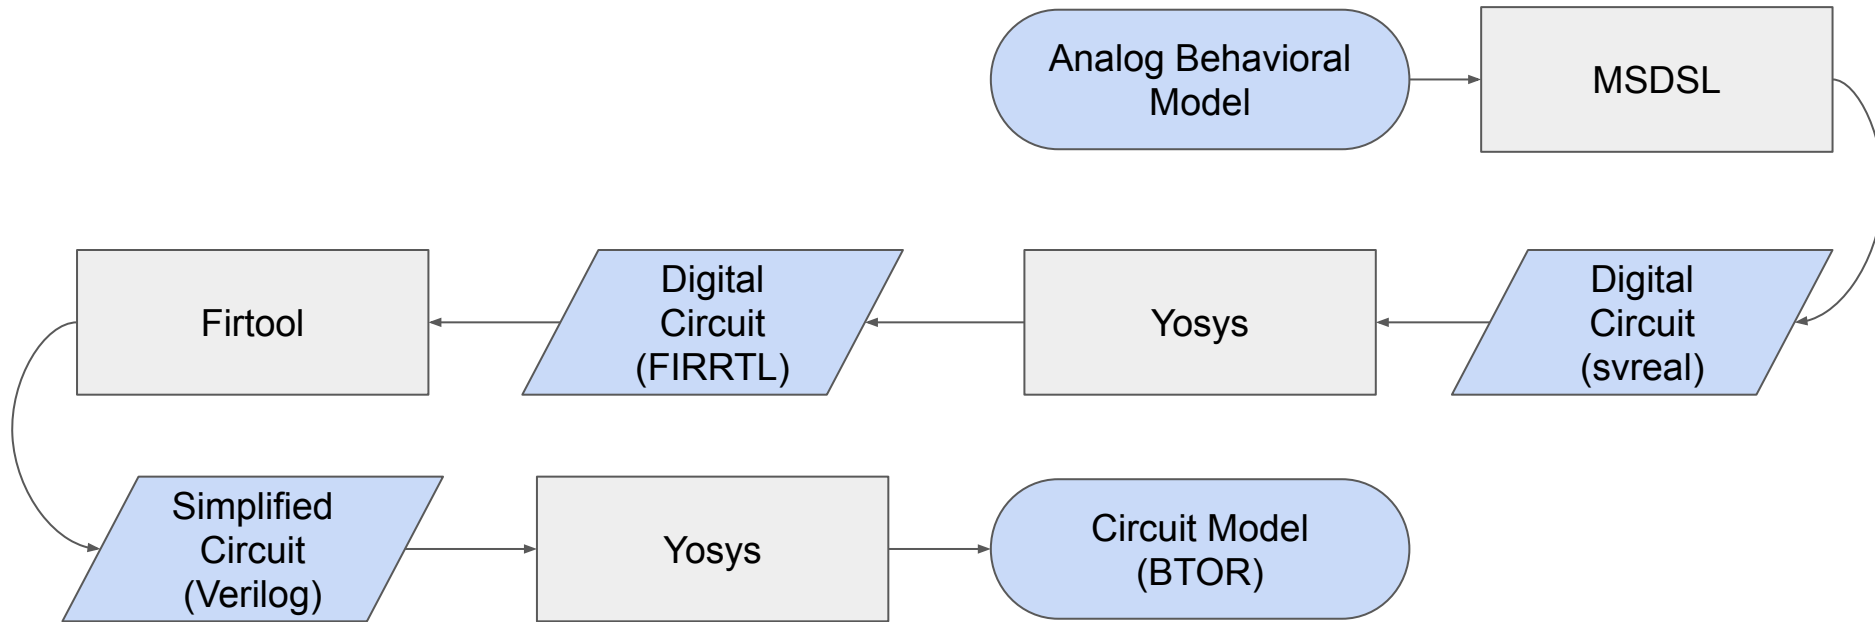 Analog Behavioral
Model
MSDSL
Firtool
Digital
Circuit
(FIRRTL)
Yosys
Digital
Circuit
(svreal)
Simplified
Circuit
(Verilog)
Yosys
Circuit Model
(BTOR)